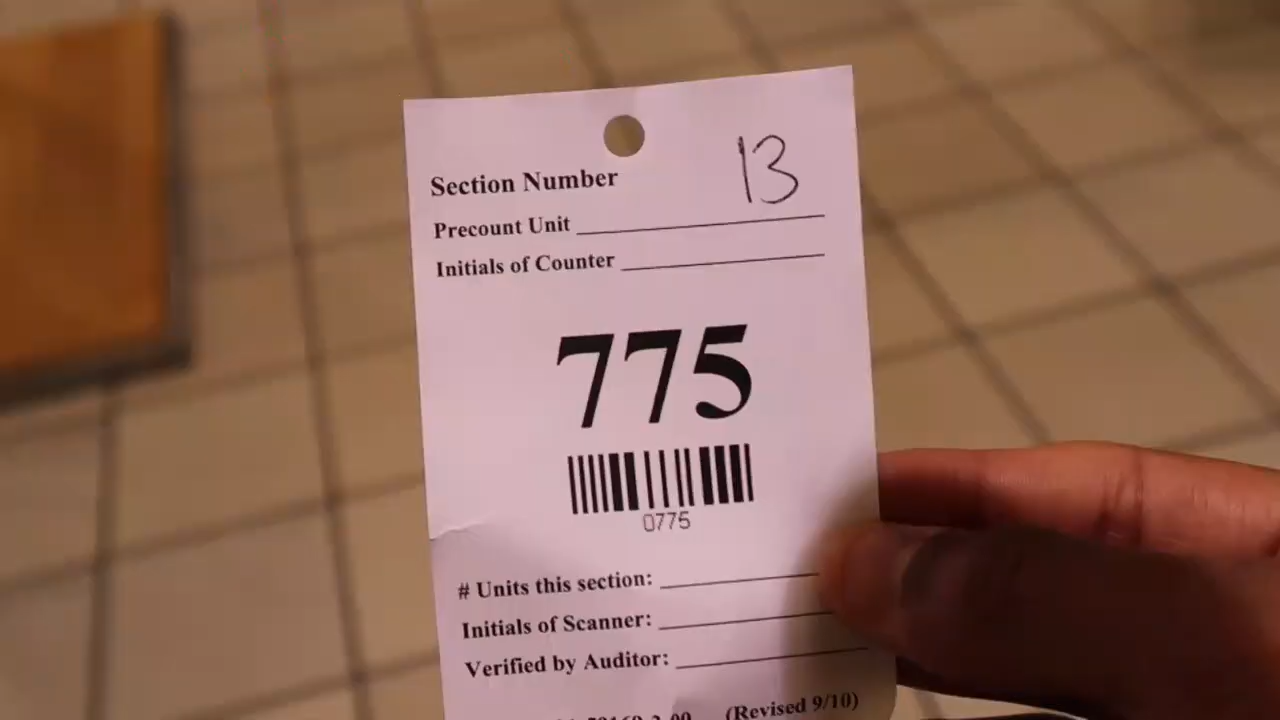 13
Section Number
Precount Unit
Initials of Counter
775
0775
# Units this section:
Initials of Scanner:
Verified by Auditor:
(Revised 9/10)